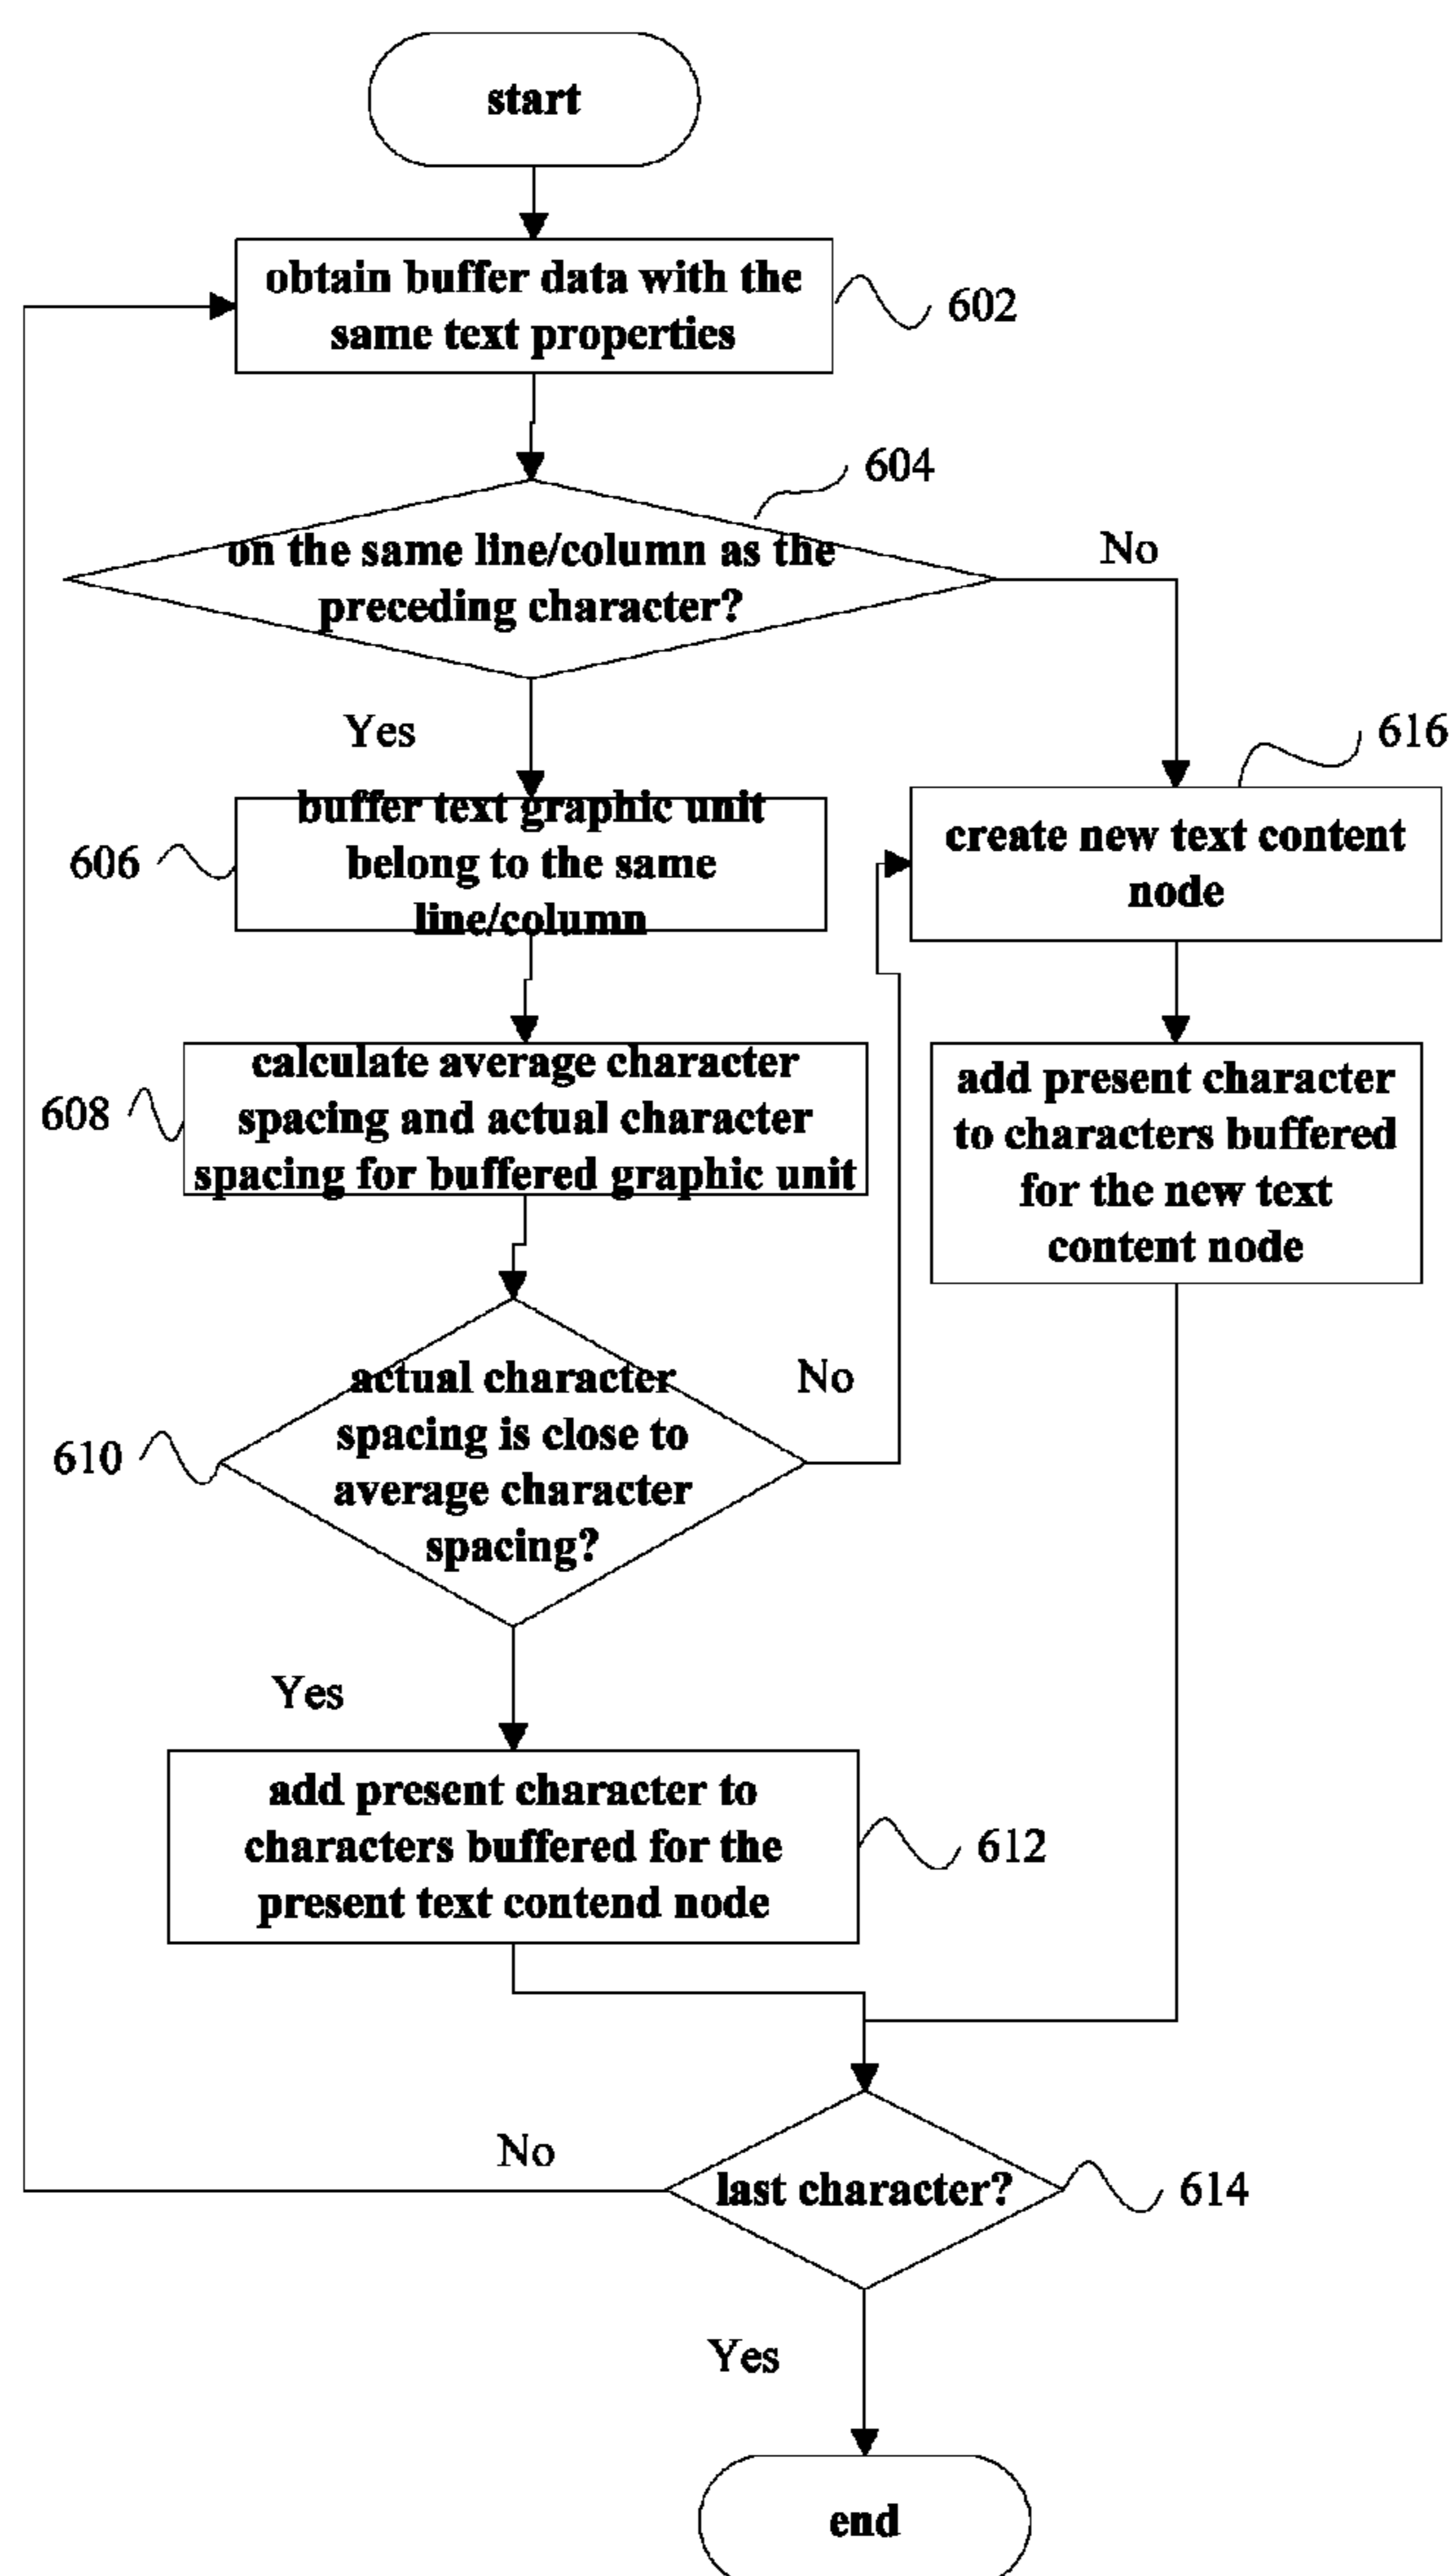 start
obtain buffer data with the
same text properties
602
604
on the same line/column as the
preceding character?
No
Yes
616
buffer text graphic unit
belong to the same
line/column
606
create new text content
node
calculate average character
spacing and actual character
spacing for buffered graphic unit
608
add present character
to characters buffered
for the new text
content node
actual character
spacing is close to
average character
spacing?
No
610
Yes
add present character to
characters buffered for the
present text contend node
612
No
last character?
614
Yes
end